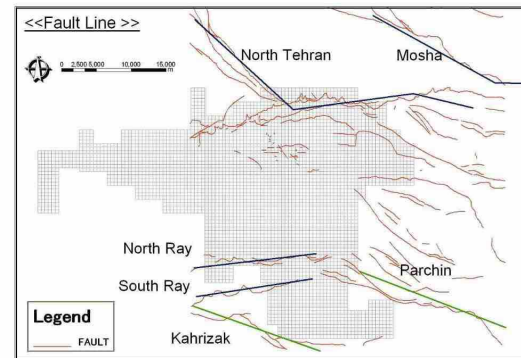 <<Fault Line >>
North Tehran
Mosha
0 2,500 5,000 10,000 15,000
m
North Ray
South Ray
Parchin
Kahrizak
Legend
FAULT